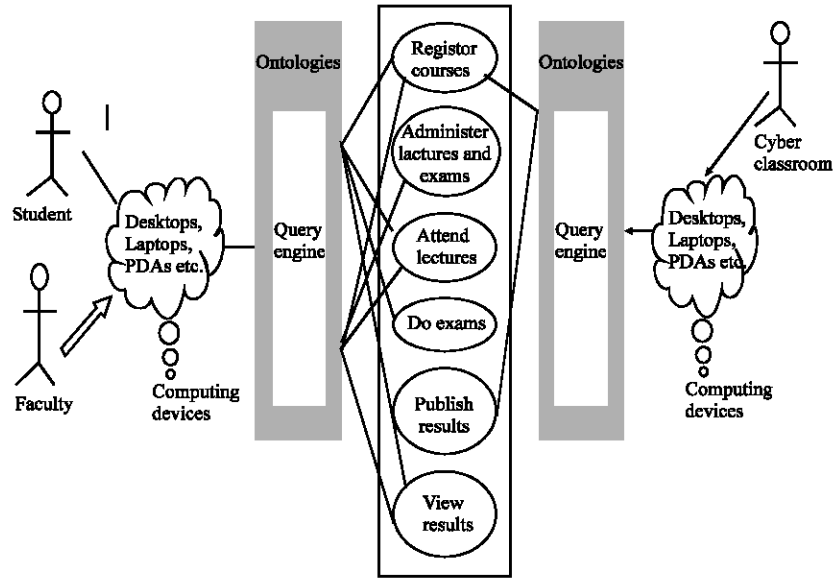 Student
Faculty
Desktops,
Laptops,
PDAs etc.
Computing
devices
Ontologies
Query
engine
Registor
courses
Administer
lactures and
exams
Attend
lectures
Do exams
Publish
results
View
results
Ontologies
Query
engine
Cyber
classroom
Desktops,
Laptops,
PDAs etc.
Computing
devices